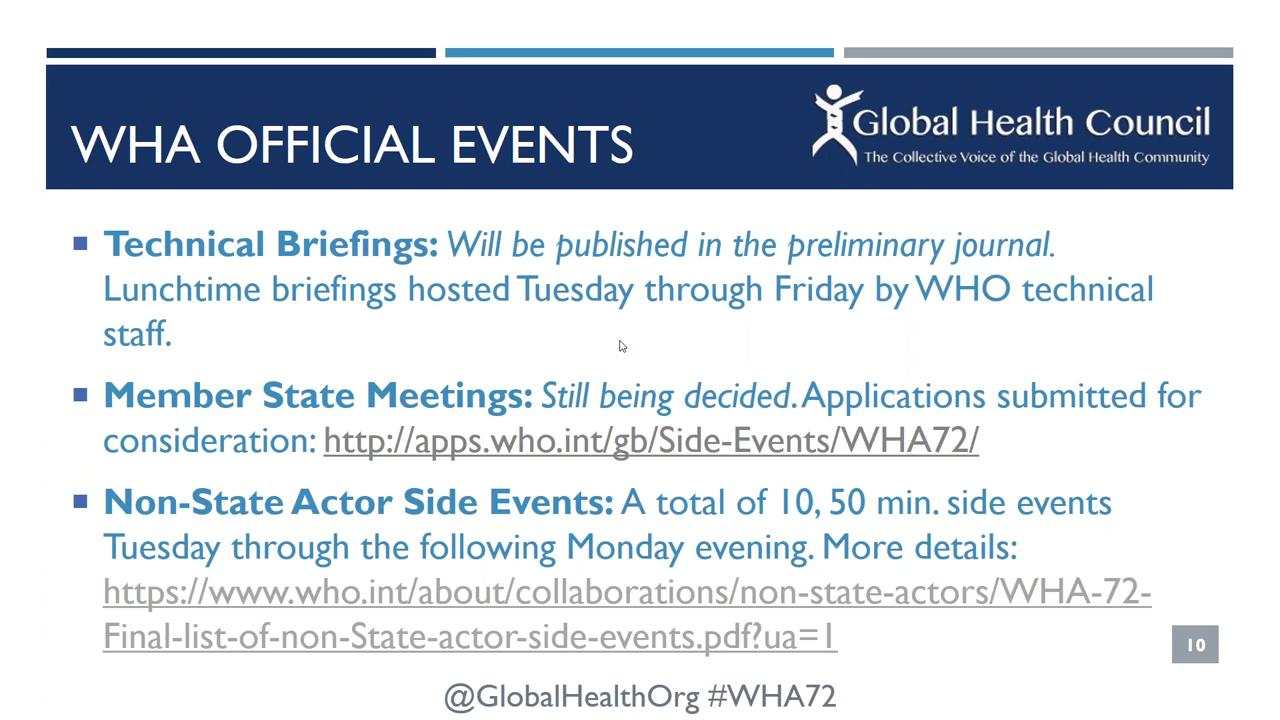 WHA OFFICIAL EVENTS
Global Health Council
The Collective Voice of the Global Health Community
Technical Briefings: Will be published in the preliminary journal.
Lunchtime briefings hosted Tuesday through Friday by WHO technical
staff.
Member State Meetings: Still being decided. Applications submitted for
consideration: http://apps.who.int/gb/Side-Events/WHA72/
Non-State Actor Side Events: A total of 10, 50 min. side events
Tuesday through the following Monday evening. More details:
https://www.who.int/about/collaborations/non-state-actors/WHA-72-
Final-list-of-non-State-actor-side-events.pdf?ua=1
10
@GlobalHealthOrg #WHA72